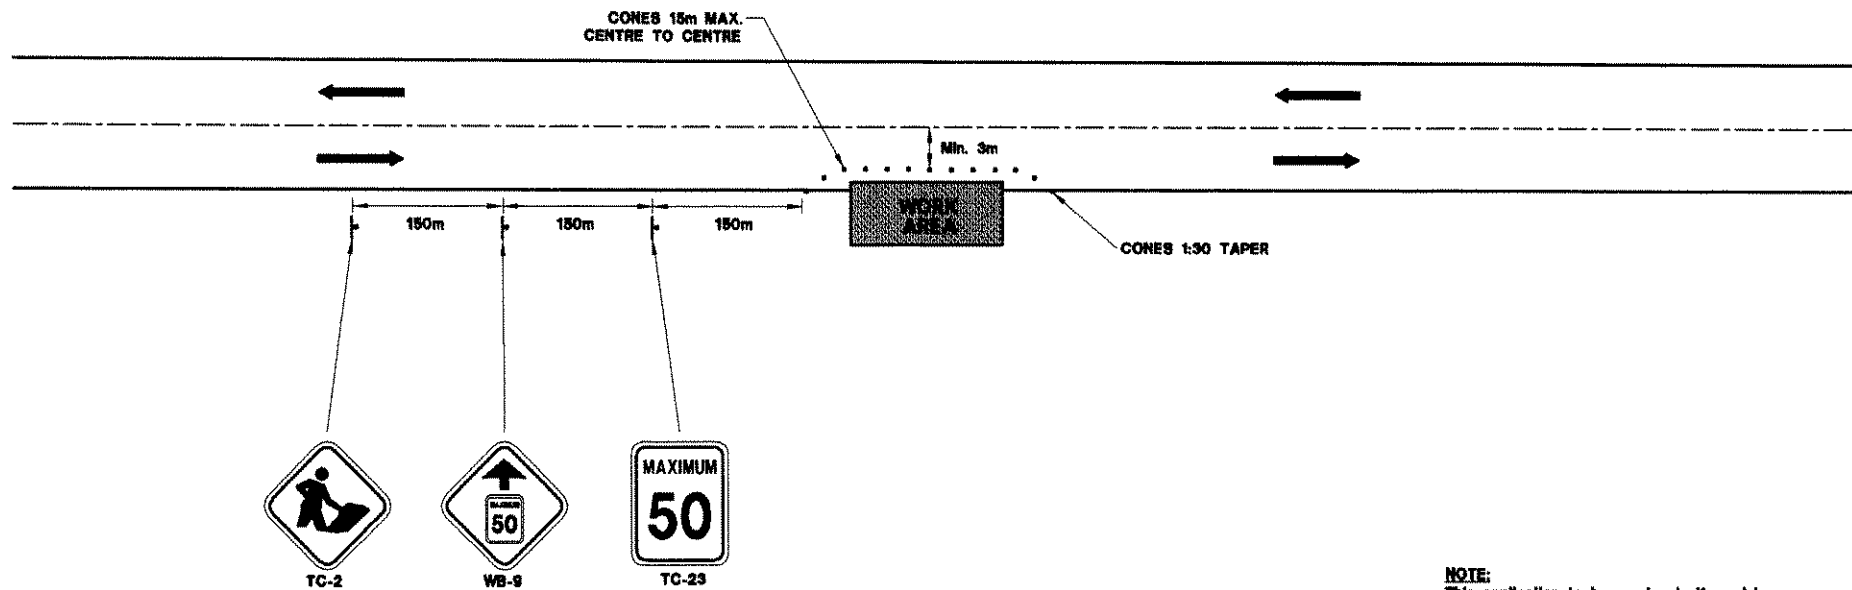 CONES 15m MAX.
CENTRE TO CENTRE
Min. 3m
150m
150m
150m
WORK
AREA
CONES 1:30 TAPER
MAXIMUM
50
MAXIMUM
50
TC-2
WB-9
TC-23
NOTE: